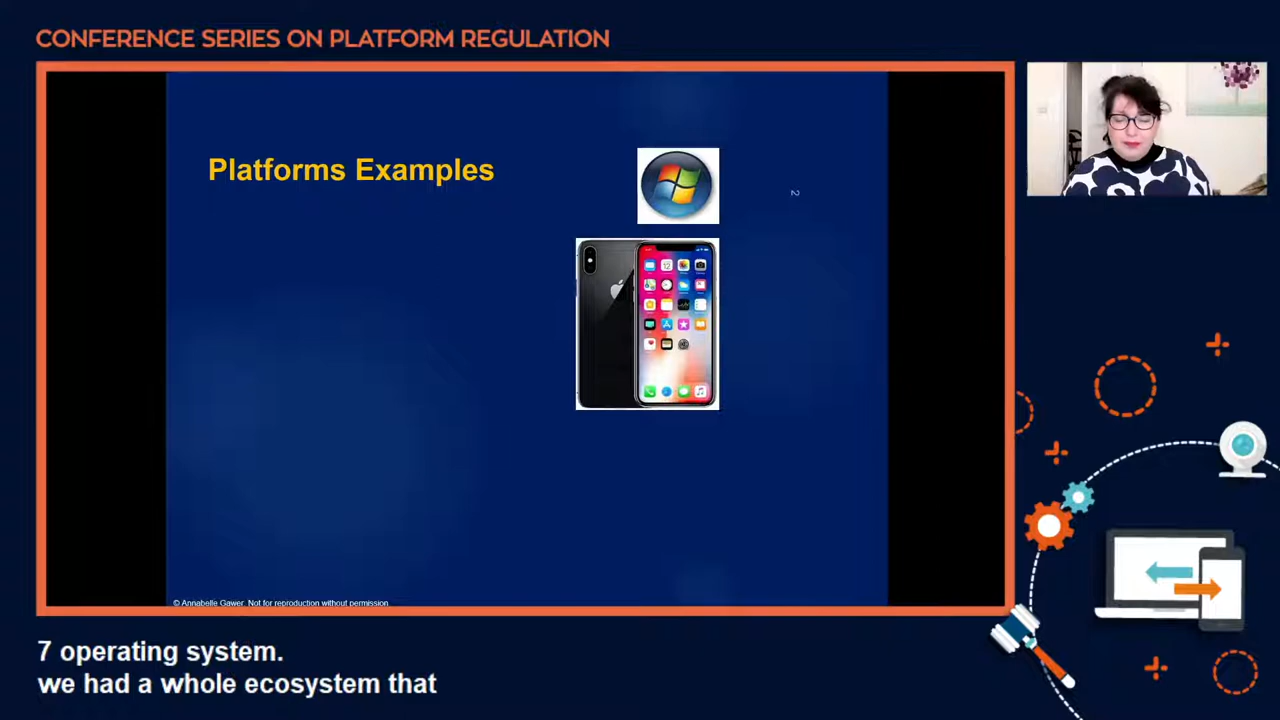 CONFERENCE SERIES ON PLATFORM REGULATION
Platforms Examples
2
© Annabelle Gawer. Not for reproduction without permission
7 operating system.
we had a whole ecosystem that